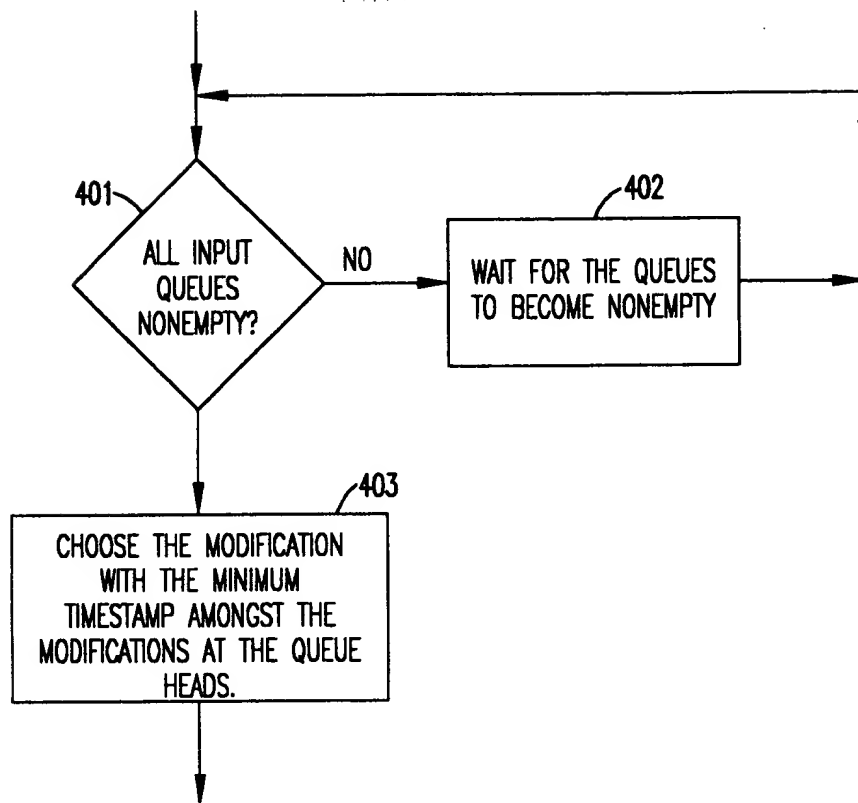 401
ALL INPUT
QUEUES
NONEMPTY?
NO
402
WAIT FOR THE QUEUES
TO BECOME NONEMPTY
403
CHOOSE THE MODIFICATION
WITH THE MINIMUM
TIMESTAMP AMONGST THE
MODIFICATIONS AT THE QUEUE
HEADS.